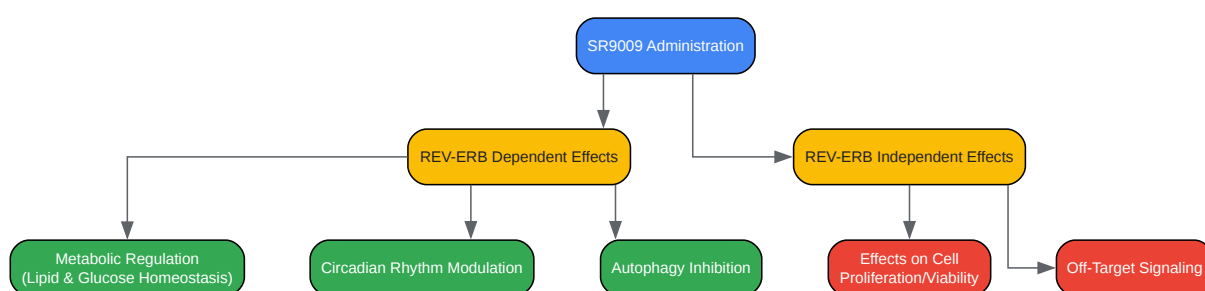 SR9009 Administration
REV-ERB Dependent Effects
REV-ERB Independent Effects
Metabolic Regulation
(Lipid & Glucose Homeostasis)
Circadian Rhythm Modulation
Autophagy Inhibition
Effects on Cell
Proliferation/Viability
Off-Target Signaling